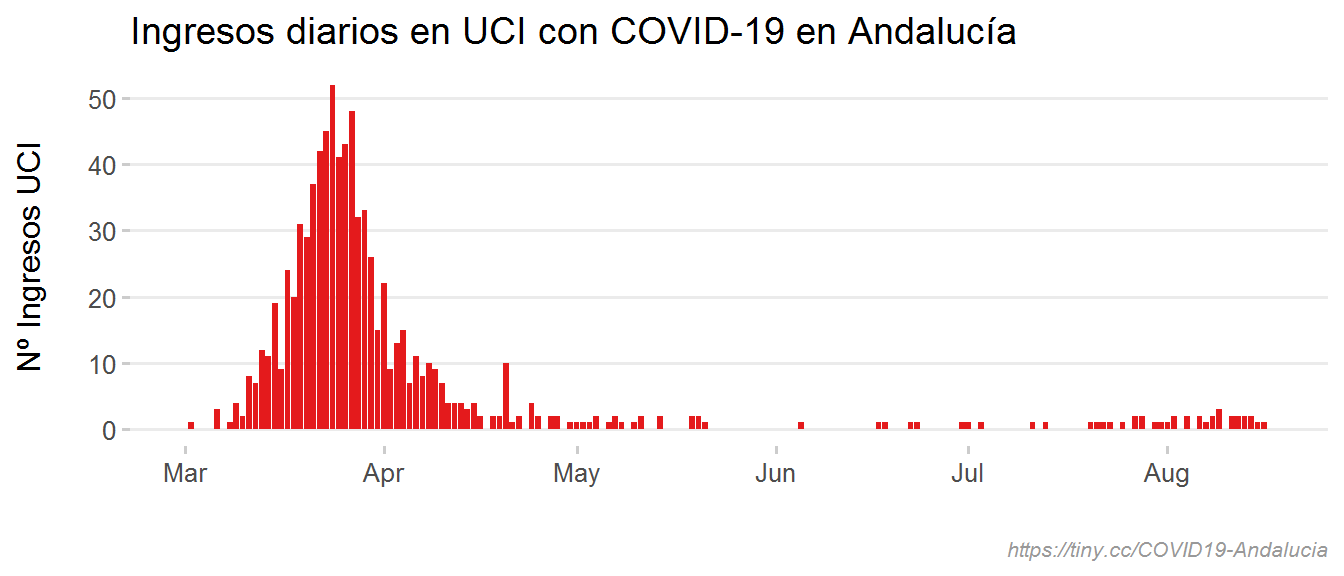 Ingresos diarios en UCI con COVID-19 en Andalucía
Nº Ingresos UCI
50
40
30
20
10
0
Mar Apr May Jun Jul Aug
https://tiny.cc/COVID19-Andalucia